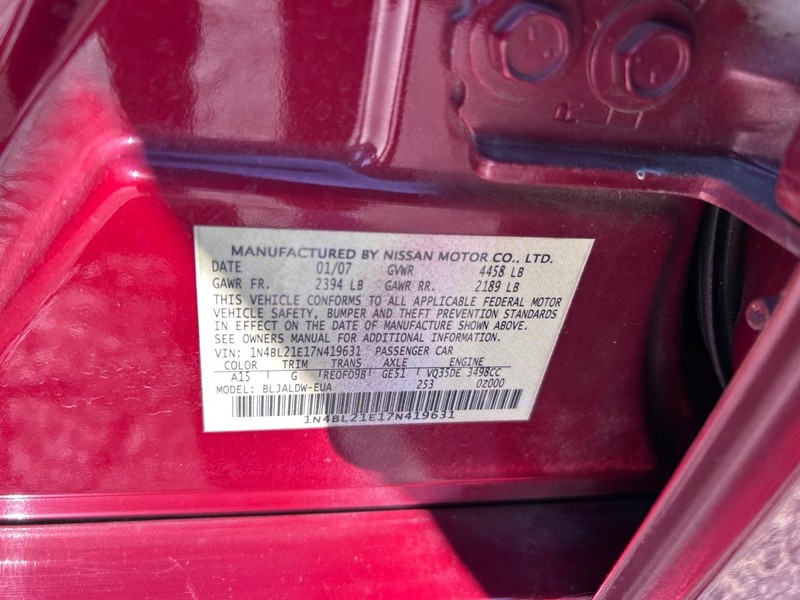 MANUFACTURED BY NISSAN MOTOR CO., LTD.
DATE 01/07 GVWR 4458 LB
GAWR FR. 2394 LB GAWR RR. 2189 LB
THIS VEHICLE CONFORMS TO ALL APPLICABLE FEDERAL MOTOR
VEHICLE SAFETY, BUMPER AND THEFT PREVENTION STANDARDS
IN EFFECT ON THE DATE OF MANUFACTURE SHOWN ABOVE.
SEE OWNERS MANUAL FOR ADDITIONAL INFORMATION.
VIN: 1N4BL21E17N419631 PASSENGER CAR
COLOR TRIM TRANS AXLE ENGINE
A15 G RE0F09B GE51 VQ35DE 3498CC
MODEL: BLJALDW-EUA 253 0Z000
1N4BL21E17N419631